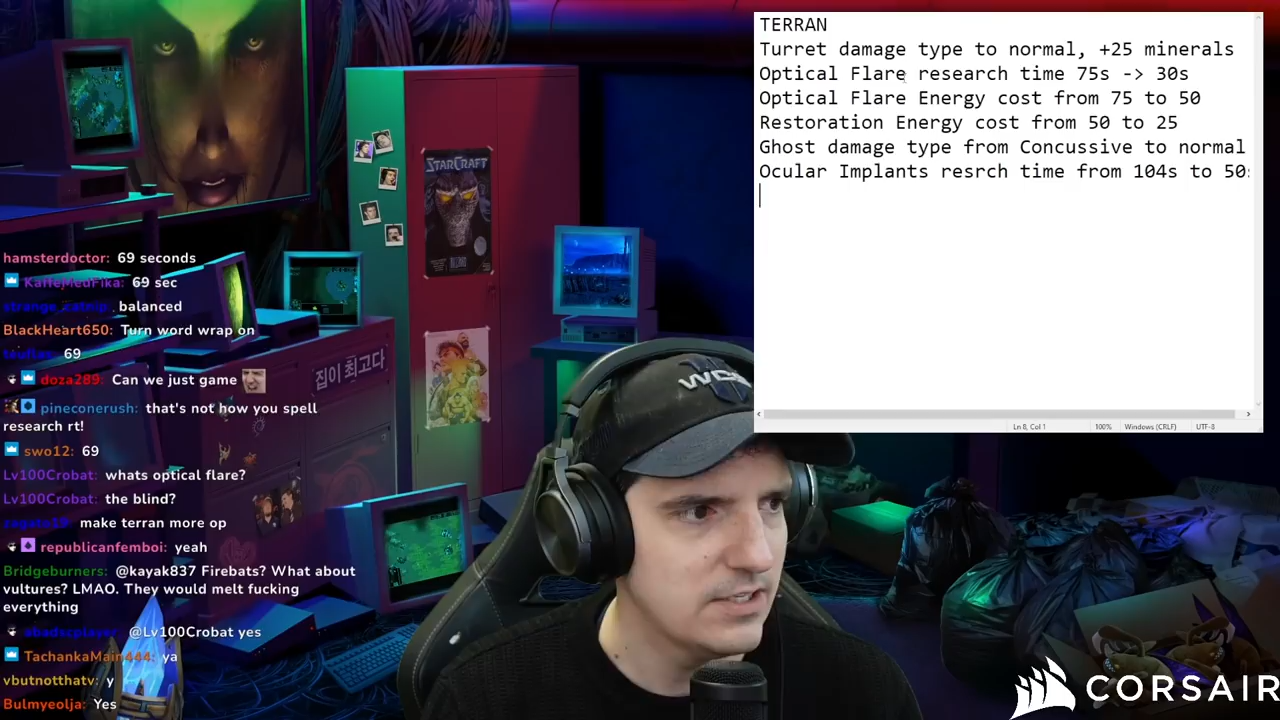 TERRAN
Turret damage type to normal, +25 minerals
Optical Flare research time 75s -> 30s
Optical Flare Energy cost from 75 to 50
Restoration Energy cost from 50 to 25
Ghost damage type from Concussive to normal
Ocular Implants resrch time from 104s to 50
Ln 8, Col 1
100%
Windows (CRLF)
UTF-8
STARCRAFT
집이 최고다
hamsterdoctor: 69 seconds
KaffeMedFika: 69 sec
balanced
BlackHeart650: Turn word wrap on
69
doza289: Can we just game
pineconerush: that's not how you spell
research rt!
swo12: 69
Lv100Crobat: whats optical flare?
Lv100Crobat: the blind?
make terran more op
republicanfemboi: yeah
Bridgeburners: @kayak837 Firebats? What about
vultures? LMAO. They would melt fucking
everything
@Lv100Crobat yes
TachankaMain444: ya
vbutnotthatv: y
Bulmyeolja: Yes
CORSAIR